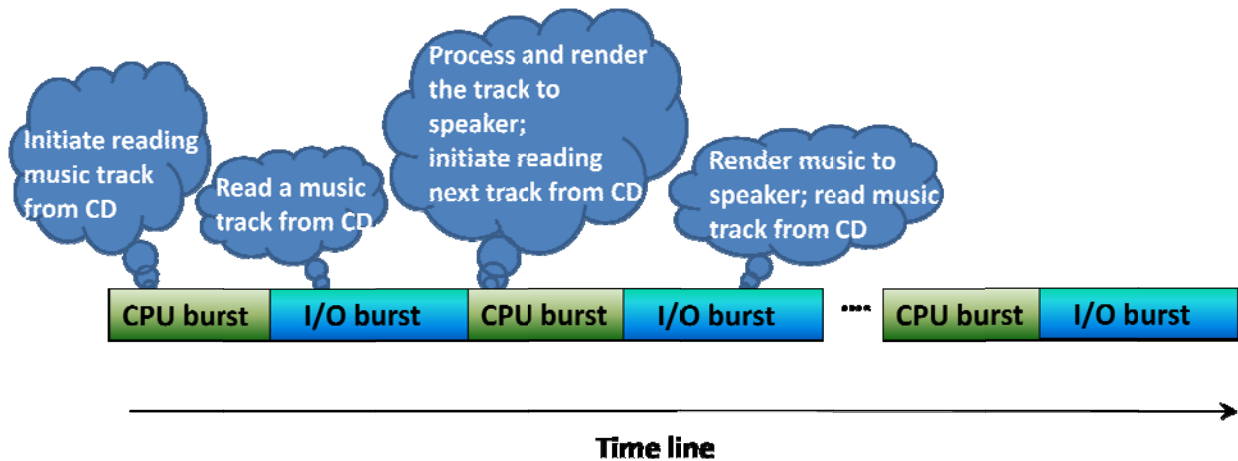 Initiate reading
music track
from CD
Read a music
track from CD
Process and render
the track to
speaker;
initiate reading
next track from CD
Render music to
speaker; read music
track from CD
CPU burst I/O burst CPU burst I/O burst .... CPU burst I/O burst
Time line